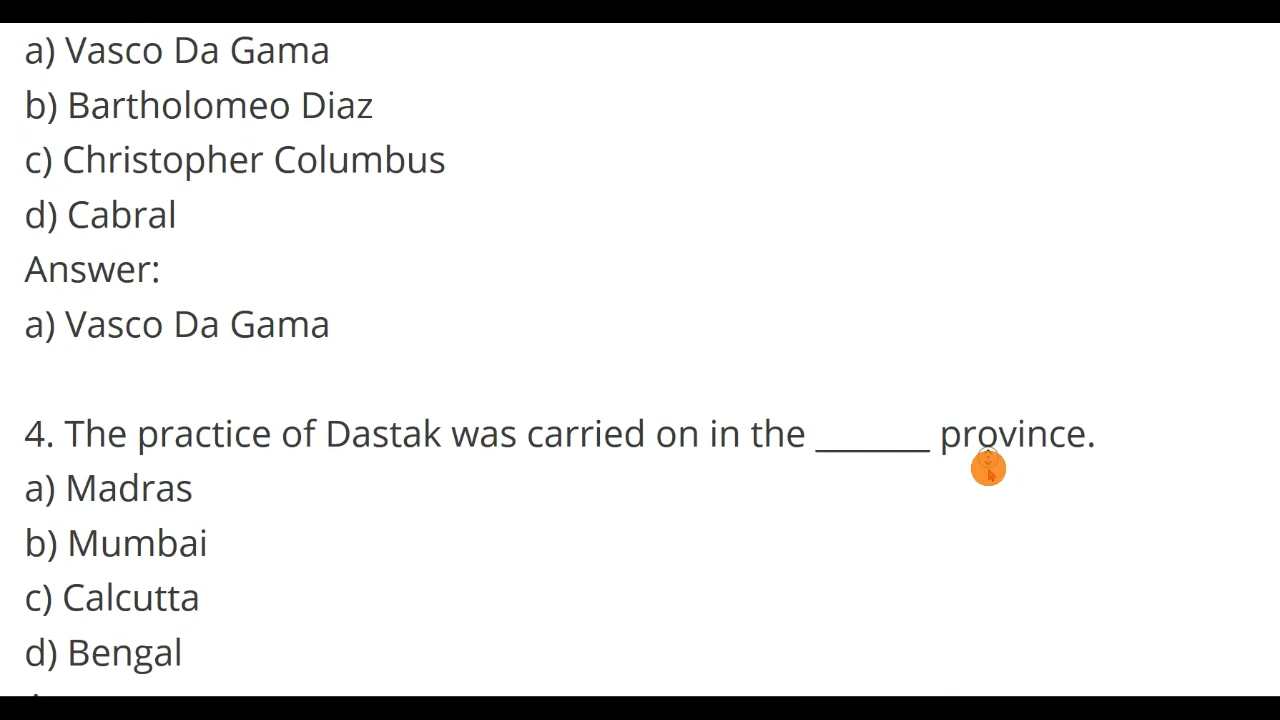 a) Vasco Da Gama
b) Bartholomeo Diaz
c) Christopher Columbus
d) Cabral
Answer:
a) Vasco Da Gama
4. The practice of Dastak was carried on in the ______ province.
a) Madras
b) Mumbai
c) Calcutta
d) Bengal